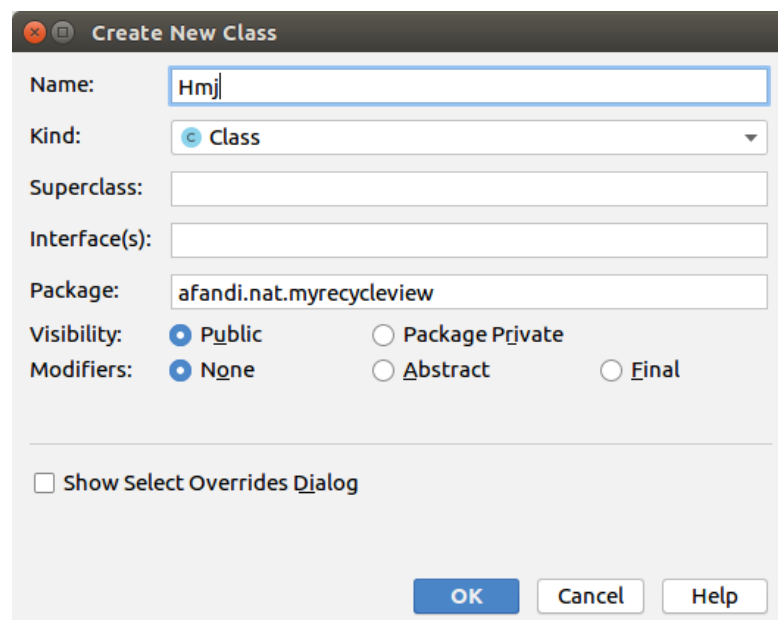 Create New Class
Name: Hmj
Kind: C Class
Superclass:
Interface(s):
Package: afandi.nat.myrecycleview
Visibility: Public Package Private
Modifiers: None Abstract Final
Show Select Overrides Dialog
OK Cancel Help